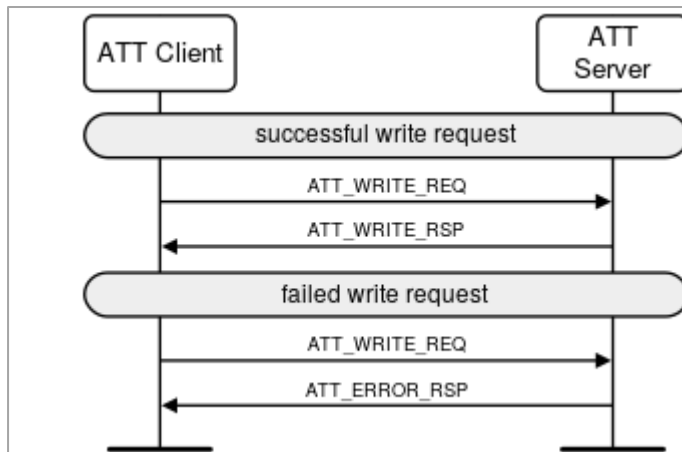 ATT Client
ATT
Server
successful write request
ATT_WRITE_REQ
ATT_WRITE_RSP
failed write request
ATT_WRITE_REQ
ATT_ERROR_RSP